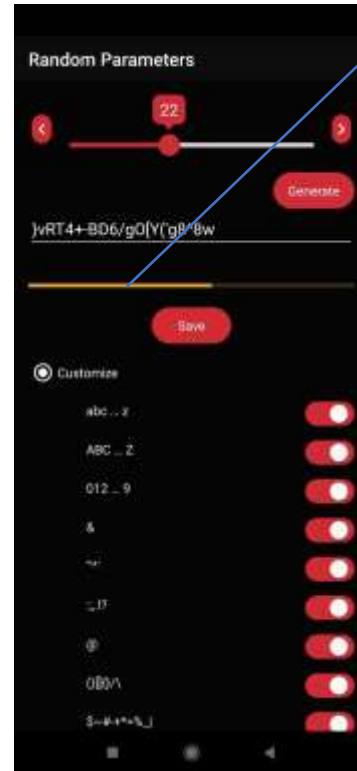 Random Parameters
22
Generate
Save
Customize
abc ... z
ABC ... Z
012 ... 9
&
@